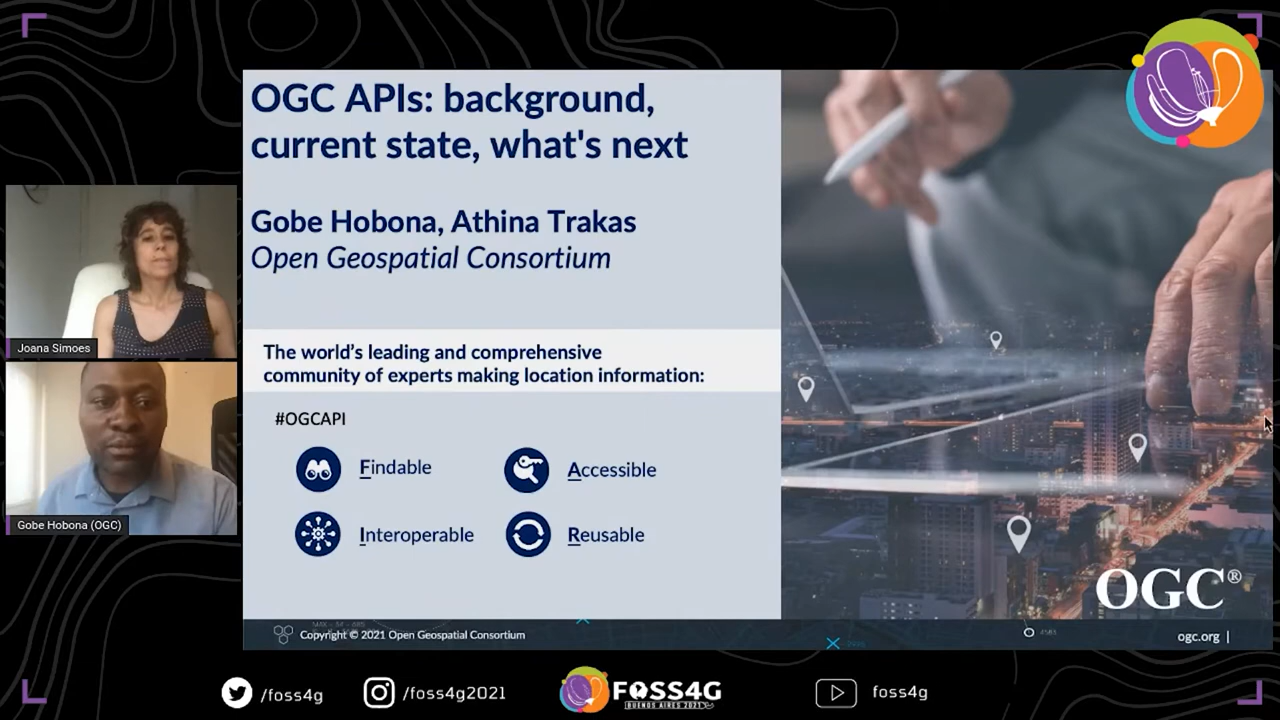 OGC APIs: background,
current state, what's next
Gobe Hobona, Athina Trakas
Open Geospatial Consortium
The world's leading and comprehensive
community of experts making location information:
#OGCAPI
Findable
Accessible
Interoperable
Reusable
Joana Simoes
Gobe Hobona (OGC)
OGC®
Copyright © 2021 Open Geospatial Consortium
ogc.org |
/foss4g
/foss4g2021
FOSS4G
BUENOS AIRES 2021
foss4g